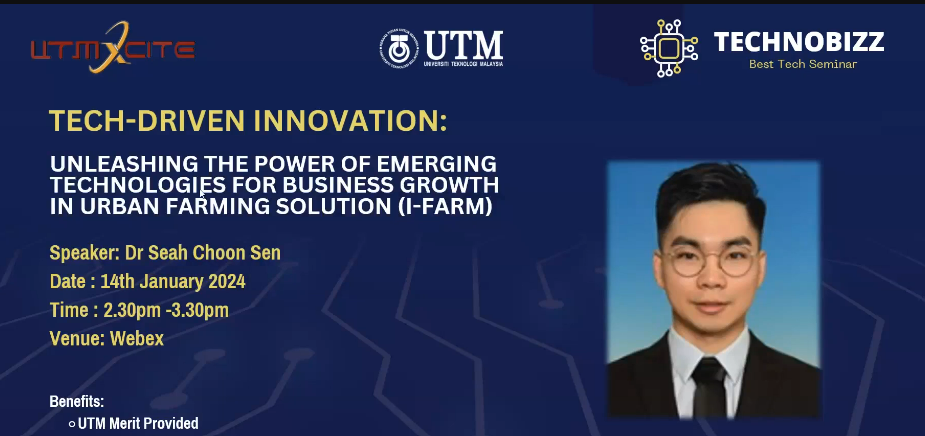 UTMXCITE
UTM
UNIVERSITI TEKNOLOGI MALAYSIA
TECHNOBIZZ
Best Tech Seminar
TECH-DRIVEN INNOVATION:
UNLEASHING THE POWER OF EMERGING
TECHNOLOGIES FOR BUSINESS GROWTH
IN URBAN FARMING SOLUTION (I-FARM)
Speaker: Dr Seah Choon Sen
Date : 14th January 2024
Time : 2.30pm -3.30pm
Venue: Webex
Benefits:
UTM Merit Provided